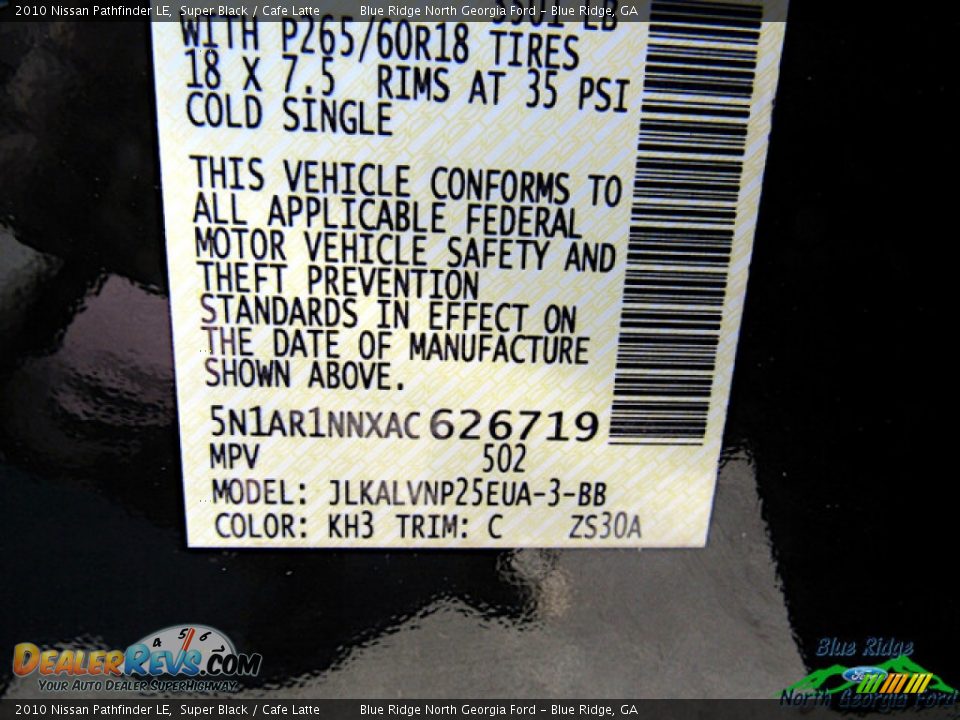 2010 Nissan Pathfinder LE, Super Black / Cafe Latte Blue Ridge North Georgia Ford - Blue Ridge, GA
WITH P265/60R18 TIRES
18 X 7.5 RIMS AT 35 PSI
COLD SINGLE
THIS VEHICLE CONFORMS TO
ALL APPLICABLE FEDERAL
MOTOR VEHICLE SAFETY AND
THEFT PREVENTION
STANDARDS IN EFFECT ON
THE DATE OF MANUFACTURE
SHOWN ABOVE.
5N1AR1NNXAC626719
MPV 502
MODEL: JLKALVNP25EUA-3-BB
COLOR: KH3 TRIM: C ZS30A
4 5 6
DEALERREVS.COM
YOUR AUTO DEALER SUPERHIGHWAY
Blue Ridge
Ford
North Georgia Ford
2010 Nissan Pathfinder LE, Super Black / Cafe Latte Blue Ridge North Georgia Ford - Blue Ridge, GA